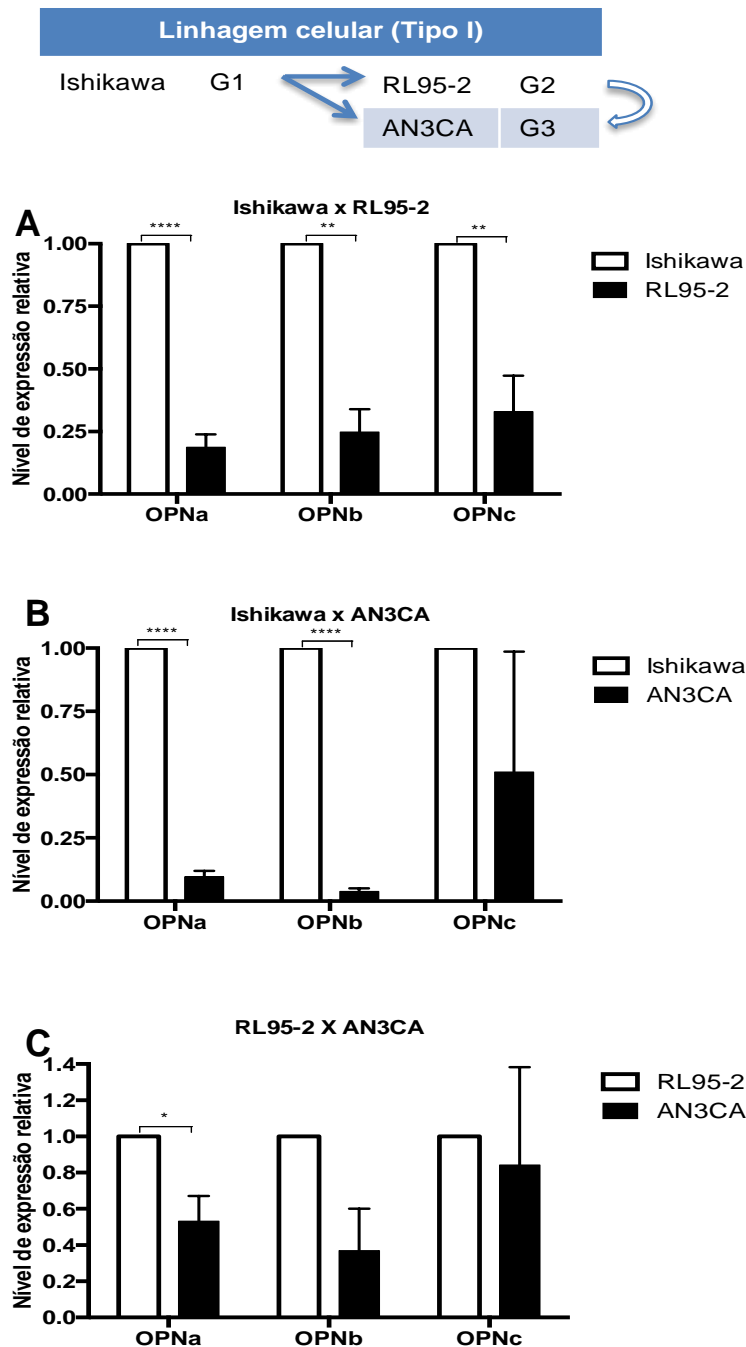 Linhagem celular (Tipo I)
Ishikawa G1 RL95-2 G2
AN3CA G3
A
Ishikawa x RL95-2
**** ** **
Nível de expressão relativa
1.00
0.75
0.50
0.25
0.00
OPNa OPNb OPNc
Ishikawa
RL95-2
B
Ishikawa x AN3CA
**** ****
Nível de expressão relativa
1.00
0.75
0.50
0.25
0.00
OPNa OPNb OPNc
Ishikawa
AN3CA
C
RL95-2 X AN3CA
*
Nível de expressão relativa
1.4
1.2
1.0
0.8
0.6
0.4
0.2
0.0
OPNa OPNb OPNc
RL95-2
AN3CA